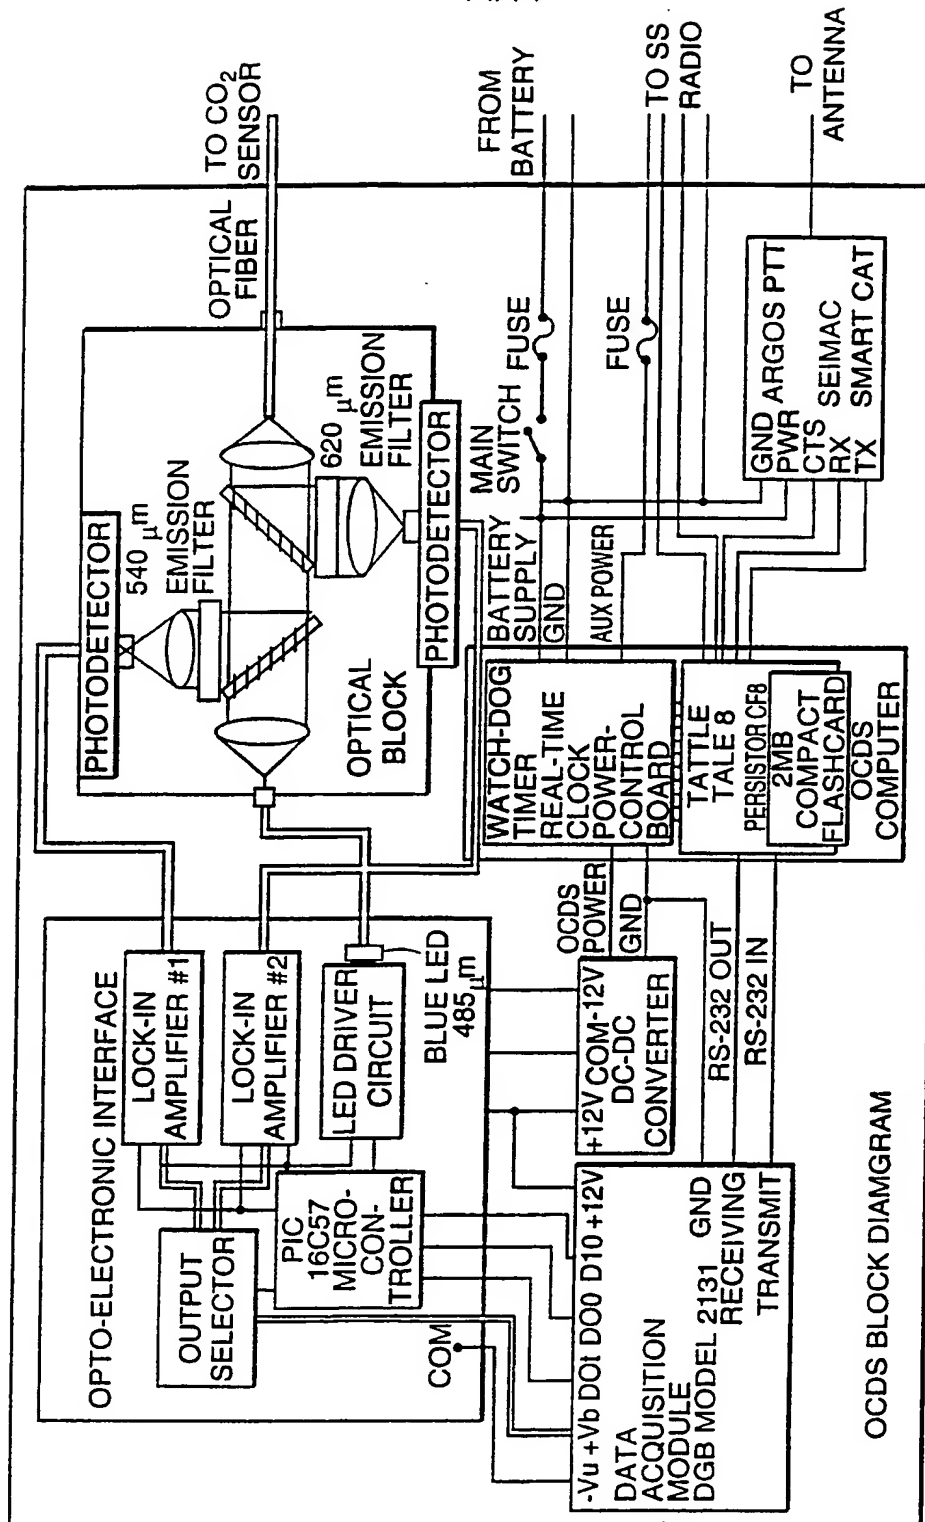 TO CO2
SENSOR
OPTICAL
FIBER
FROM
BATTERY
TO SS
RADIO
TO
ANTENNA
PHOTODETECTOR
540 μm
EMISSION
FILTER
620 μm
EMISSION
FILTER
PHOTODETECTOR
OPTICAL
BLOCK
MAIN
SWITCH
FUSE
FUSE
GND ARGOS PTT
PWR
CTS SEIMAC
RX
TX SMART CAT
BATTERY
SUPPLY
GND
AUX POWER
WATCH-DOG
TIMER
REAL-TIME
CLOCK
POWER-
CONTROL
BOARD
TATTLE
TALE 8
PERSISTOR CF8
2MB
COMPACT
FLASHCARD
OCDS
COMPUTER
OPTO-ELECTRONIC INTERFACE
LOCK-IN
AMPLIFIER #1
LOCK-IN
AMPLIFIER #2
LED DRIVER
CIRCUIT
BLUE LED
485 μm
OUTPUT
SELECTOR
PIC
16C57
MICRO-
CON-
TROLLER
COM
OCDS
POWER
GND
+12V COM-12V
DC-DC
CONVERTER
RS-232 OUT
RS-232 IN
-Vu +Vb DOt DO0 D10 +12V
DATA
ACQUISITION
MODULE
DGB MODEL 2131
GND
RECEIVING
TRANSMIT
OCDS BLOCK DIAMGRAM